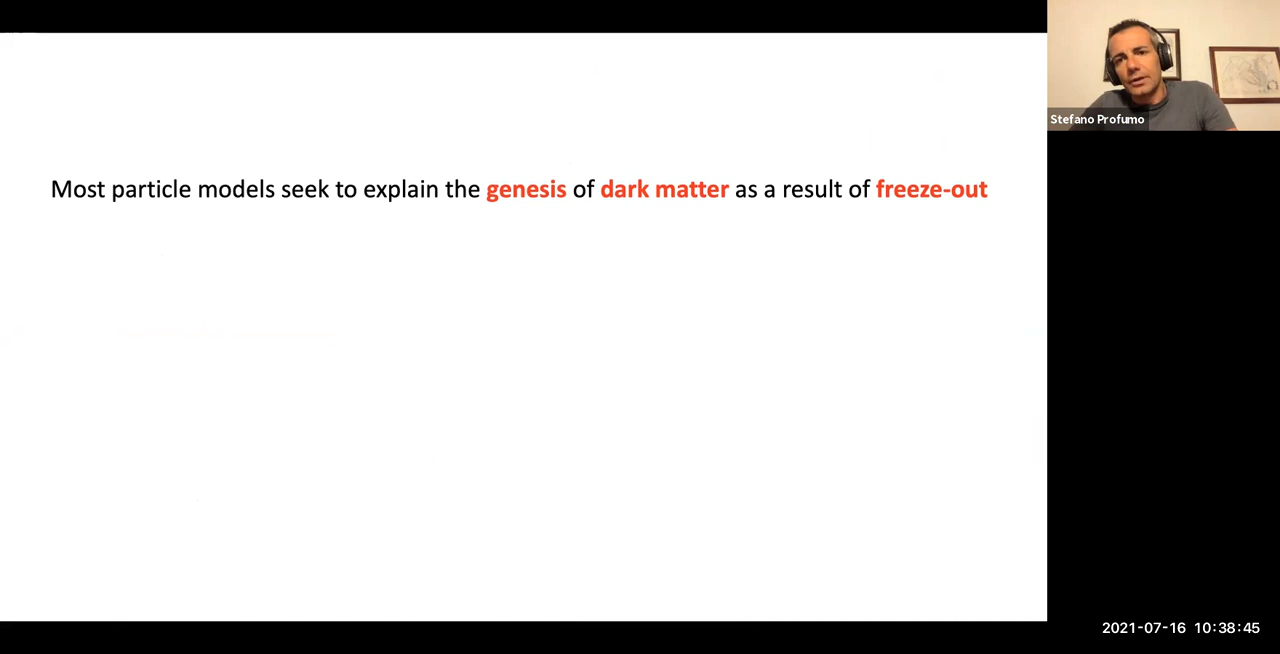 Stefano Profumo
Most particle models seek to explain the genesis of dark matter as a result of freeze-out
2021-07-16 10:38:45